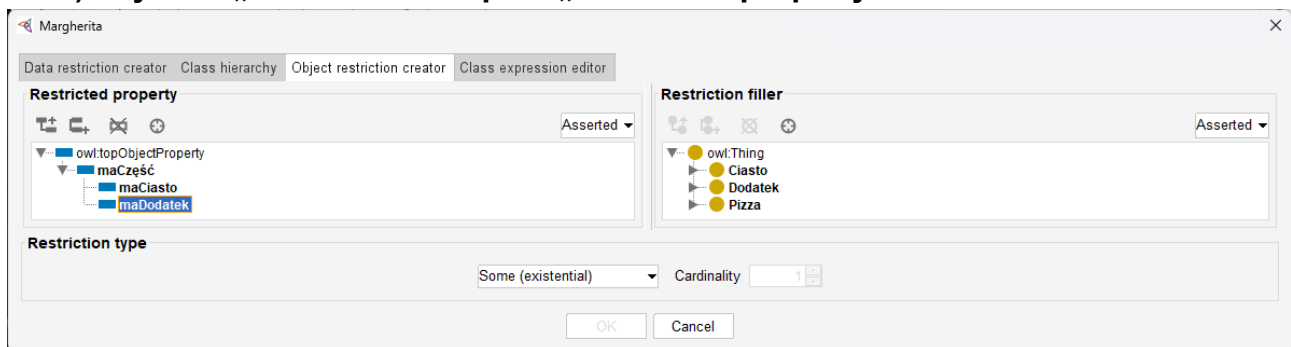 Margherita
Data restriction creator Class hierarchy Object restriction creator Class expression editor
Restricted property
Asserted
owl:topObjectProperty
maCzęść
maCiasto
maDodatek
Restriction filler
Asserted
owl:Thing
Ciasto
Dodatek
Pizza
Restriction type
Some (existential) Cardinality 1
OK Cancel